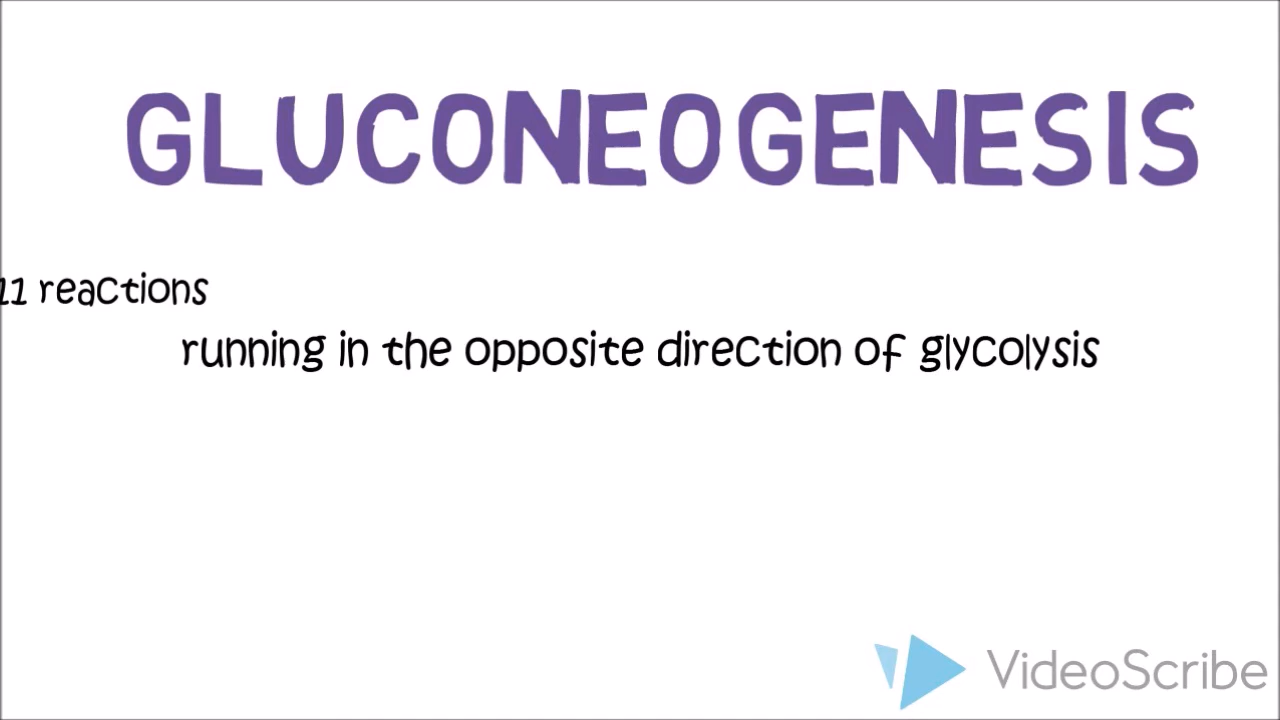 GLUCONEOGENESIS
11 reactions
running in the opposite direction of glycolysis
VideoScribe